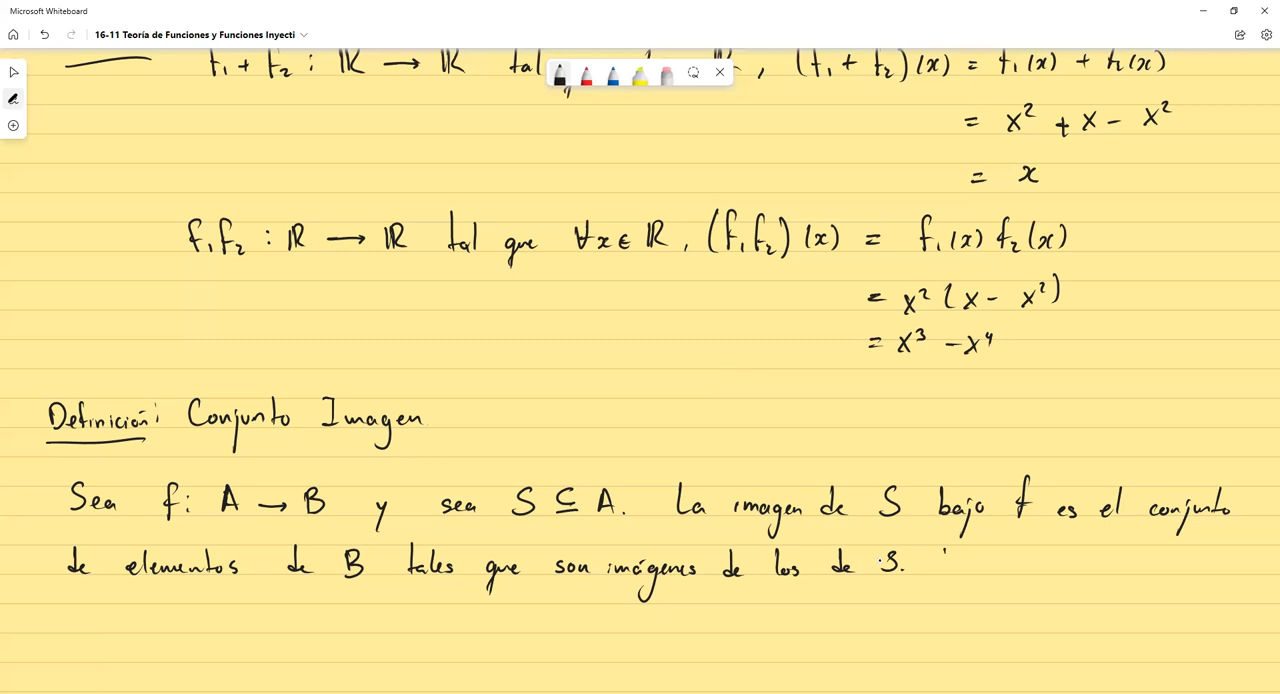 Microsoft Whiteboard
16-11 Teoría de Funciones y Funciones Inyecti
f₁ + f₂ : ℝ → ℝ tal , (f₁ + f₂)(x) = f₁(x) + f₂(x)
= x² + x - x²
= x
f₁f₂ : ℝ → ℝ tal que ∀x ∈ ℝ, (f₁f₂)(x) = f₁(x) f₂(x)
= x² (x - x²)
= x³ - x⁴
Definición: Conjunto Imagen
Sea f: A → B y sea S ⊆ A. La imagen de S bajo f es el conjunto
de elementos de B tales que son imágenes de los de S.